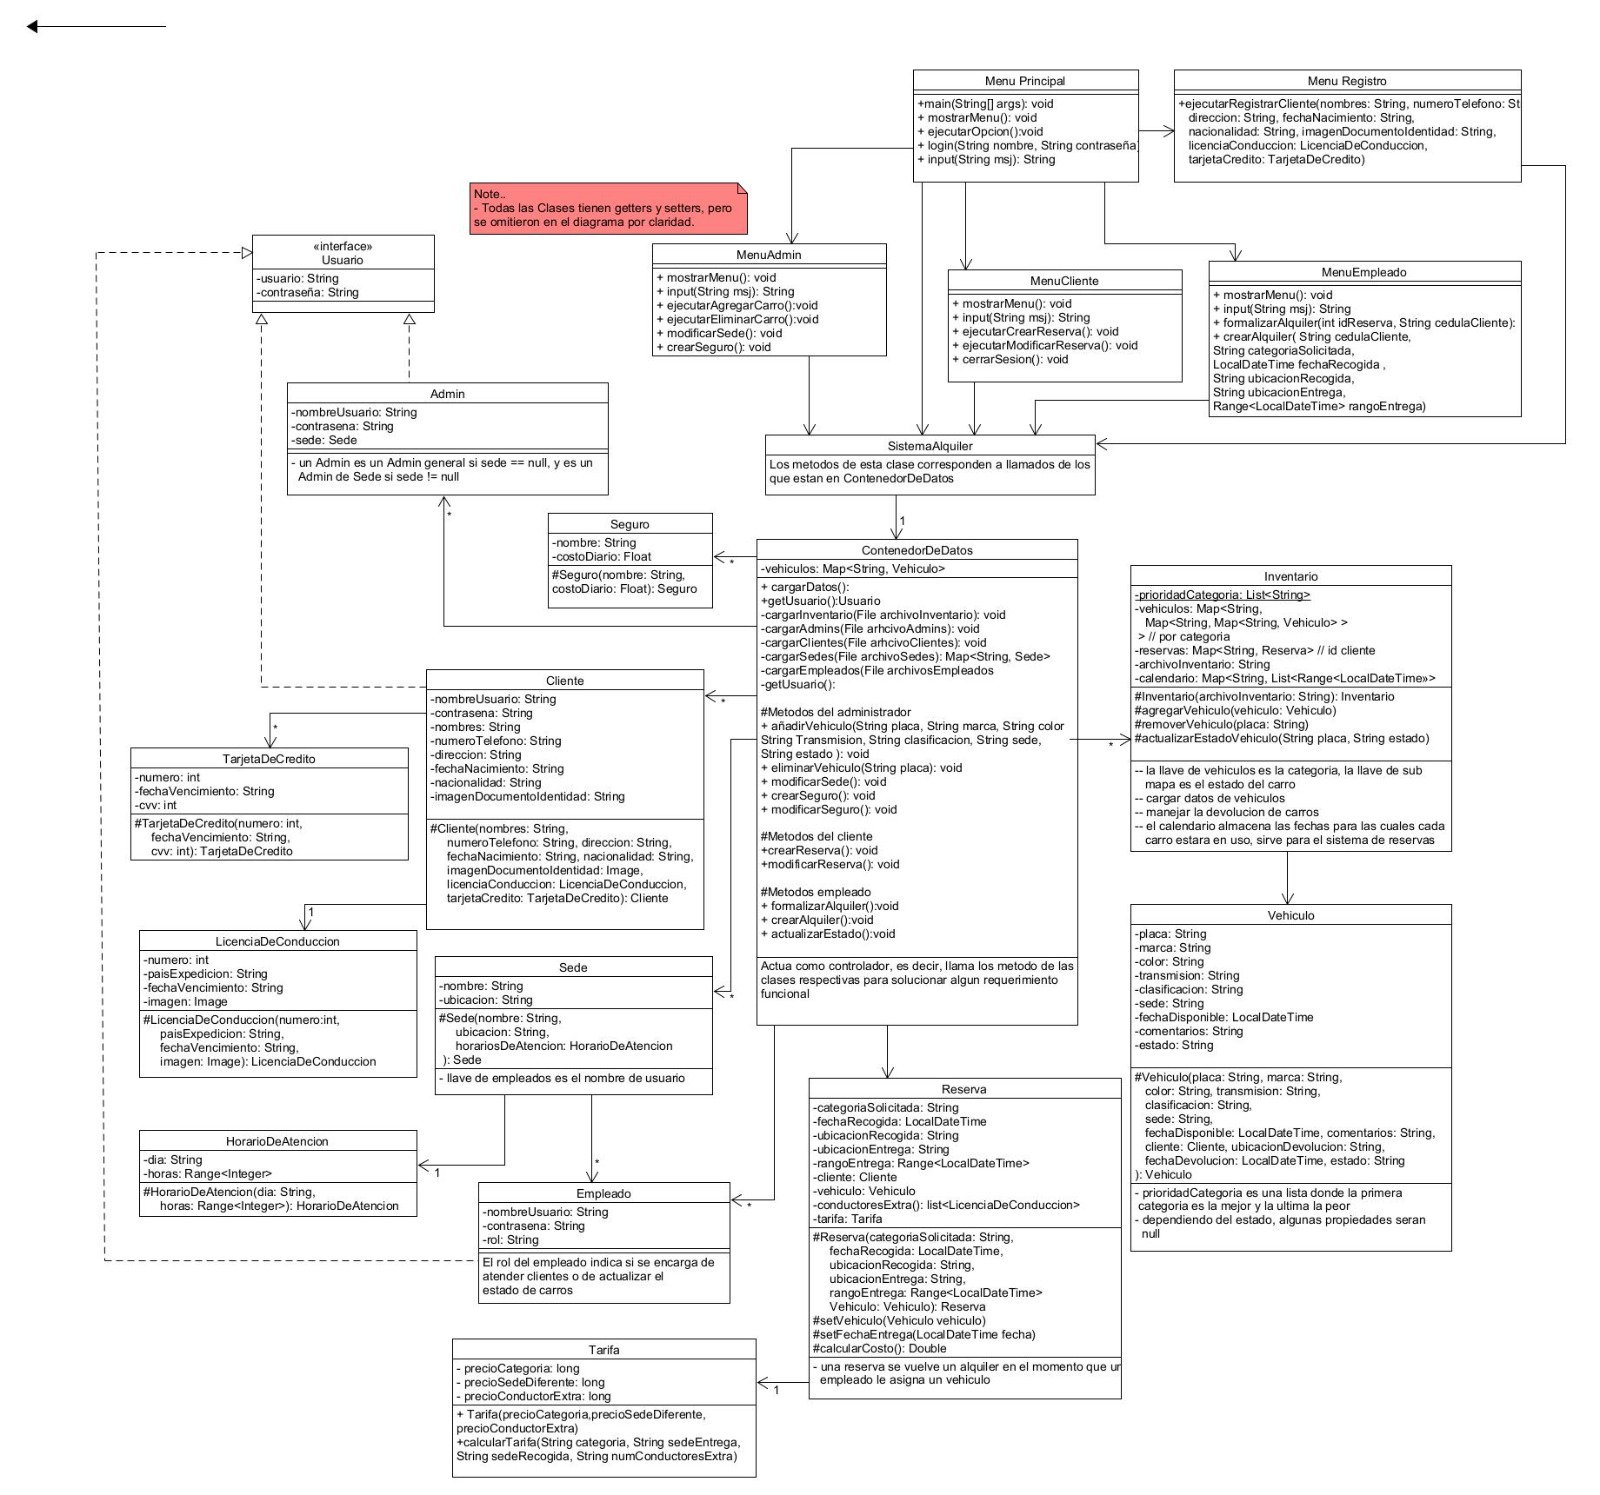 Menu Principal
+main(String[] args): void
+ mostrarMenu(): void
+ ejecutarOpcion():void
+ login(String nombre, String contraseña
+ input(String msj): String
Menu Registro
+ejecutarRegistrarCliente(nombres: String, numeroTelefono: St
direccion: String, fechaNacimiento: String,
nacionalidad: String, imagenDocumentoIdentidad: String,
licenciaConduccion: LicenciaDeConduccion,
tarjetaCredito: TarjetaDeCredito)
Note..
- Todas las Clases tienen getters y setters, pero
se omitieron en el diagrama por claridad.
«interface»
Usuario
-usuario: String
-contraseña: String
MenuAdmin
+ mostrarMenu(): void
+ input(String msj): String
+ ejecutarAgregarCarro():void
+ ejecutarEliminarCarro():void
+ modificarSede(): void
+ crearSeguro(): void
MenuCliente
+ mostrarMenu(): void
+ input(String msj): String
+ ejecutarCrearReserva(): void
+ ejecutarModificarReserva(): void
+ cerrarSesion(): void
MenuEmpleado
+ mostrarMenu(): void
+ input(String msj): String
+ formalizarAlquiler(int idReserva, String cedulaCliente):
+ crearAlquiler( String cedulaCliente,
String categoriaSolicitada,
LocalDateTime fechaRecogida ,
String ubicacionRecogida,
String ubicacionEntrega,
Range<LocalDateTime> rangoEntrega)
Admin
-nombreUsuario: String
-contrasena: String
-sede: Sede
- un Admin es un Admin general si sede == null, y es un
Admin de Sede si sede != null
*
SistemaAlquiler
Los metodos de esta clase corresponden a llamados de los
que estan en ContenedorDeDatos
1
Seguro
-nombre: String
-costoDiario: Float
#Seguro(nombre: String,
costoDiario: Float): Seguro
*
ContenedorDeDatos
-vehiculos: Map<String, Vehiculo>
+ cargarDatos():
+getUsuario():Usuario
-cargarInventario(File archivoInventario): void
-cargarAdmins(File arhcivoAdmins): void
-cargarClientes(File arhcivoClientes): void
-cargarSedes(File archivoSedes): Map<String, Sede>
-cargarEmpleados(File archivosEmpleados
-getUsuario():
#Metodos del administrador
+ añadirVehiculo(String placa, String marca, String color
String Transmision, String clasificacion, String sede,
String estado ): void
+ eliminarVehiculo(String placa): void
+ modificarSede(): void
+ crearSeguro(): void
+ modificarSeguro(): void
#Metodos del cliente
+crearReserva(): void
+modificarReserva(): void
#Metodos empleado
+ formalizarAlquiler():void
+ crearAlquiler():void
+ actualizarEstado():void
Actua como controlador, es decir, llama los metodo de las
clases respectivas para solucionar algun requerimiento
funcional
Inventario
-prioridadCategoria: List<String>
-vehiculos: Map<String,
Map<String, Map<String, Vehiculo> >
> // por categoria
-reservas: Map<String, Reserva> // id cliente
-archivoInventario: String
-calendario: Map<String, List<Range<LocalDateTime»>
#Inventario(archivoInventario: String): Inventario
#agregarVehiculo(vehiculo: Vehiculo)
#removerVehiculo(placa: String)
#actualizarEstadoVehiculo(String placa, String estado)
-- la llave de vehiculos es la categoria, la llave de sub
mapa es el estado del carro
-- cargar datos de vehiculos
-- manejar la devolucion de carros
-- el calendario almacena las fechas para las cuales cada
carro estara en uso, sirve para el sistema de reservas
*
Cliente
-nombreUsuario: String
-contrasena: String
-nombres: String
-numeroTelefono: String
-direccion: String
-fechaNacimiento: String
-nacionalidad: String
-imagenDocumentoIdentidad: String
#Cliente(nombres: String,
numeroTelefono: String, direccion: String,
fechaNacimiento: String, nacionalidad: String,
imagenDocumentoIdentidad: Image,
licenciaConduccion: LicenciaDeConduccion,
tarjetaCredito: TarjetaDeCredito): Cliente
*
*
TarjetaDeCredito
-numero: int
-fechaVencimiento: String
-cvv: int
#TarjetaDeCredito(numero: int,
fechaVencimiento: String,
cvv: int): TarjetaDeCredito
1
LicenciaDeConduccion
-numero: int
-paisExpedicion: String
-fechaVencimiento: String
-imagen: Image
#LicenciaDeConduccion(numero:int,
paisExpedicion: String,
fechaVencimiento: String,
imagen: Image): LicenciaDeConduccion
Sede
-nombre: String
-ubicacion: String
#Sede(nombre: String,
ubicacion: String,
horariosDeAtencion: HorarioDeAtencion
): Sede
- llave de empleados es el nombre de usuario
*
Vehiculo
-placa: String
-marca: String
-color: String
-transmision: String
-clasificacion: String
-sede: String
-fechaDisponible: LocalDateTime
-comentarios: String
-estado: String
#Vehiculo(placa: String, marca: String,
color: String, transmision: String,
clasificacion: String,
sede: String,
fechaDisponible: LocalDateTime, comentarios: String,
cliente: Cliente, ubicacionDevolucion: String,
fechaDevolucion: LocalDateTime, estado: String
): Vehiculo
- prioridadCategoria es una lista donde la primera
categoria es la mejor y la ultima la peor
- dependiendo del estado, algunas propiedades seran
null
HorarioDeAtencion
-dia: String
-horas: Range<Integer>
#HorarioDeAtencion(dia: String,
horas: Range<Integer>): HorarioDeAtencion
1
*
Empleado
-nombreUsuario: String
-contrasena: String
-rol: String
El rol del empleado indica si se encarga de
atender clientes o de actualizar el
estado de carros
*
Reserva
-categoriaSolicitada: String
-fechaRecogida: LocalDateTime
-ubicacionRecogida: String
-ubicacionEntrega: String
-rangoEntrega: Range<LocalDateTime>
-cliente: Cliente
-vehiculo: Vehiculo
-conductoresExtra(): list<LicenciaDeConduccion>
-tarifa: Tarifa
#Reserva(categoriaSolicitada: String,
fechaRecogida: LocalDateTime,
ubicacionRecogida: String,
ubicacionEntrega: String,
rangoEntrega: Range<LocalDateTime>
Vehiculo: Vehiculo): Reserva
#setVehiculo(Vehiculo vehiculo)
#setFechaEntrega(LocalDateTime fecha)
#calcularCosto(): Double
- una reserva se vuelve un alquiler en el momento que un
empleado le asigna un vehiculo
Tarifa
- precioCategoria: long
- precioSedeDiferente: long
- precioConductorExtra: long
+ Tarifa(precioCategoria,precioSedeDiferente,
precioConductorExtra)
+calcularTarifa(String categoria, String sedeEntrega,
String sedeRecogida, String numConductoresExtra)
1